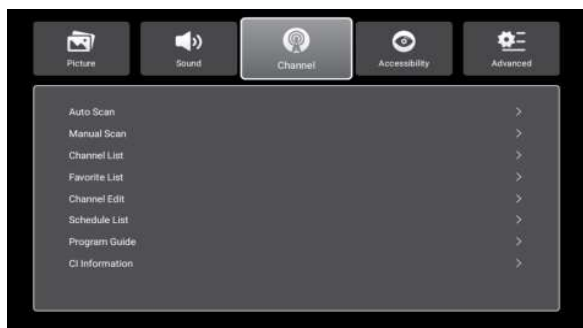 Picture
Sound
Channel
Accessibility
Advanced
Auto Scan
Manual Scan
Channel List
Favorite List
Channel Edit
Schedule List
Program Guide
CI Information